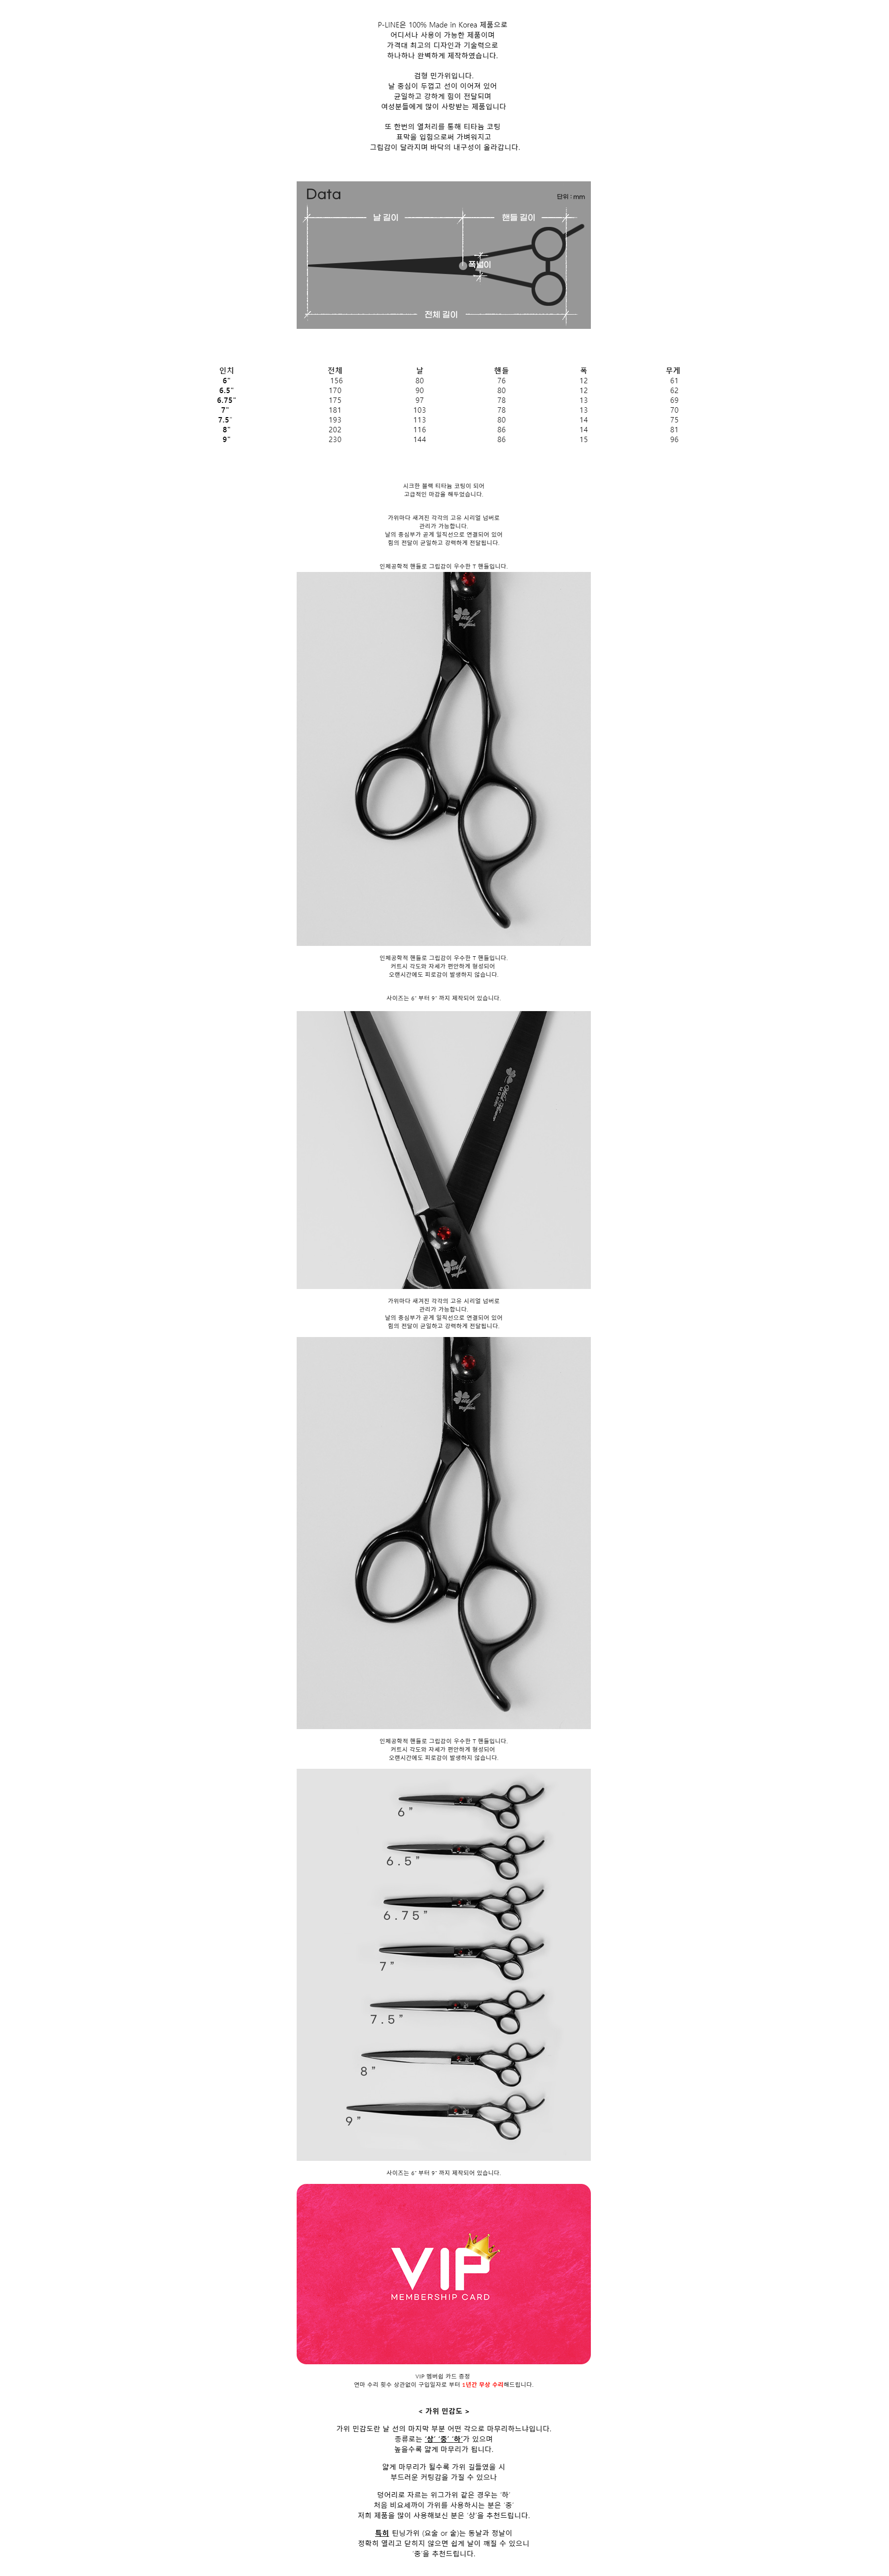 P-LINE은 100% Made in Korea 제품으로
어디서나 사용이 가능한 제품이며
가격대 최고의 디자인과 기술력으로
하나하나 완벽하게 제작하였습니다.
검형 민가위입니다.
날 중심이 두껍고 선이 이어져 있어
균일하고 강하게 힘이 전달되며
여성분들에게 많이 사랑받는 제품입니다
또 한번의 열처리를 통해 티타늄 코팅
표막을 입힘으로써 가벼워지고
그립감이 달라지며 바닥의 내구성이 올라갑니다.
Data
단위 : mm
날 길이 핸들 길이
폭넓이
전체 길이
인치 전체 날 핸들 폭 무게
6" 156 80 76 12 61
6.5" 170 90 80 12 62
6.75" 175 97 78 13 69
7" 181 103 78 13 70
7.5" 193 113 80 14 75
8" 202 116 86 14 81
9" 230 144 86 15 96
시크한 블랙 티타늄 코팅이 되어
고급적인 마감을 해두었습니다.
가위마다 새겨진 각각의 고유 시리얼 넘버로
관리가 가능합니다.
날의 중심부가 곧게 일직선으로 연결되어 있어
힘의 전달이 균일하고 강력하게 전달됩니다.
인체공학적 핸들로 그립감이 우수한 T 핸들입니다.
인체공학적 핸들로 그립감이 우수한 T 핸들입니다.
커트시 각도와 자세가 편안하게 형성되어
오랜시간에도 피로감이 발생하지 않습니다.
사이즈는 6" 부터 9" 까지 제작되어 있습니다.
가위마다 새겨진 각각의 고유 시리얼 넘버로
관리가 가능합니다.
날의 중심부가 곧게 일직선으로 연결되어 있어
힘의 전달이 균일하고 강력하게 전달됩니다.
인체공학적 핸들로 그립감이 우수한 T 핸들입니다.
커트시 각도와 자세가 편안하게 형성되어
오랜시간에도 피로감이 발생하지 않습니다.
6"
6.5"
6.75"
7"
7.5"
8"
9"
사이즈는 6" 부터 9" 까지 제작되어 있습니다.
VIP
MEMBERSHIP CARD
VIP 멤버쉽 카드 증정
연마 수리 횟수 상관없이 구입일자로 부터 1년간 무상 수리해드립니다.
< 가위 민감도 >
가위 민감도란 날 선의 마지막 부분 어떤 각으로 마무리하느냐입니다.
종류로는 '상' '중' '하'가 있으며
높을수록 얇게 마무리가 됩니다.
얇게 마무리가 될수록 가위 길들였을 시
부드러운 커팅감을 가질 수 있으나
덩어리로 자르는 위그가위 같은 경우는 '하'
처음 비요세까이 가위를 사용하시는 분은 '중'
저희 제품을 많이 사용해보신 분은 '상'을 추천드립니다.
특히 틴닝가위 (요술 or 숱)는 동날과 정날이
정확히 열리고 닫히지 않으면 쉽게 날이 깨질 수 있으니
'중'을 추천드립니다.